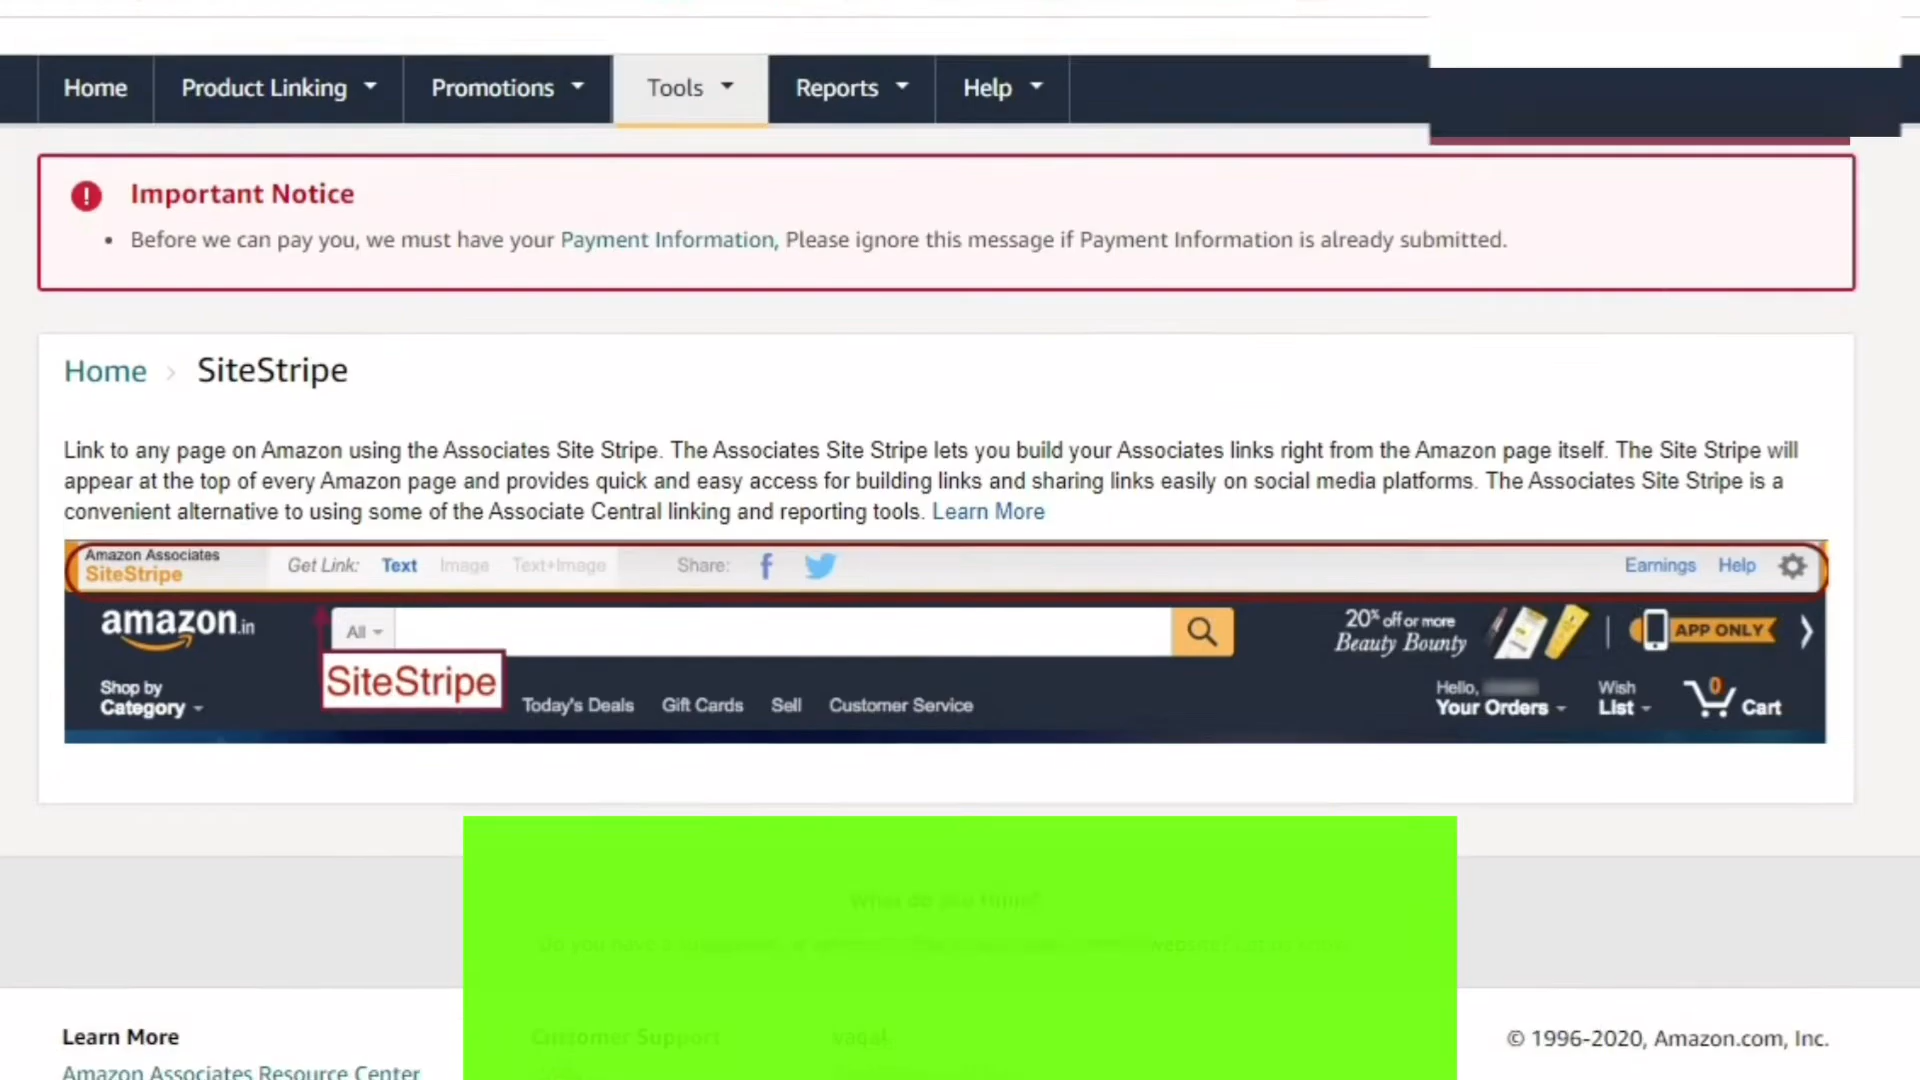 Home Product Linking Promotions Tools Reports Help
Important Notice
• Before we can pay you, we must have your Payment Information, Please ignore this message if Payment Information is already submitted.
Home › SiteStripe
Link to any page on Amazon using the Associates Site Stripe. The Associates Site Stripe lets you build your Associates links right from the Amazon page itself. The Site Stripe will
appear at the top of every Amazon page and provides quick and easy access for building links and sharing links easily on social media platforms. The Associates Site Stripe is a
convenient alternative to using some of the Associate Central linking and reporting tools. Learn More
Amazon Associates
SiteStripe
Get Link: Text Image Text+Image Share: Earnings Help
amazon.in
All
20% off or more
Beauty Bounty
APP ONLY
SiteStripe
Shop by
Category
Today's Deals Gift Cards Sell Customer Service
Hello,
Your Orders
Wish
List
0
Cart
Learn More
Customer Support
© 1996-2020, Amazon.com, Inc.
Amazon Associates Resource Center